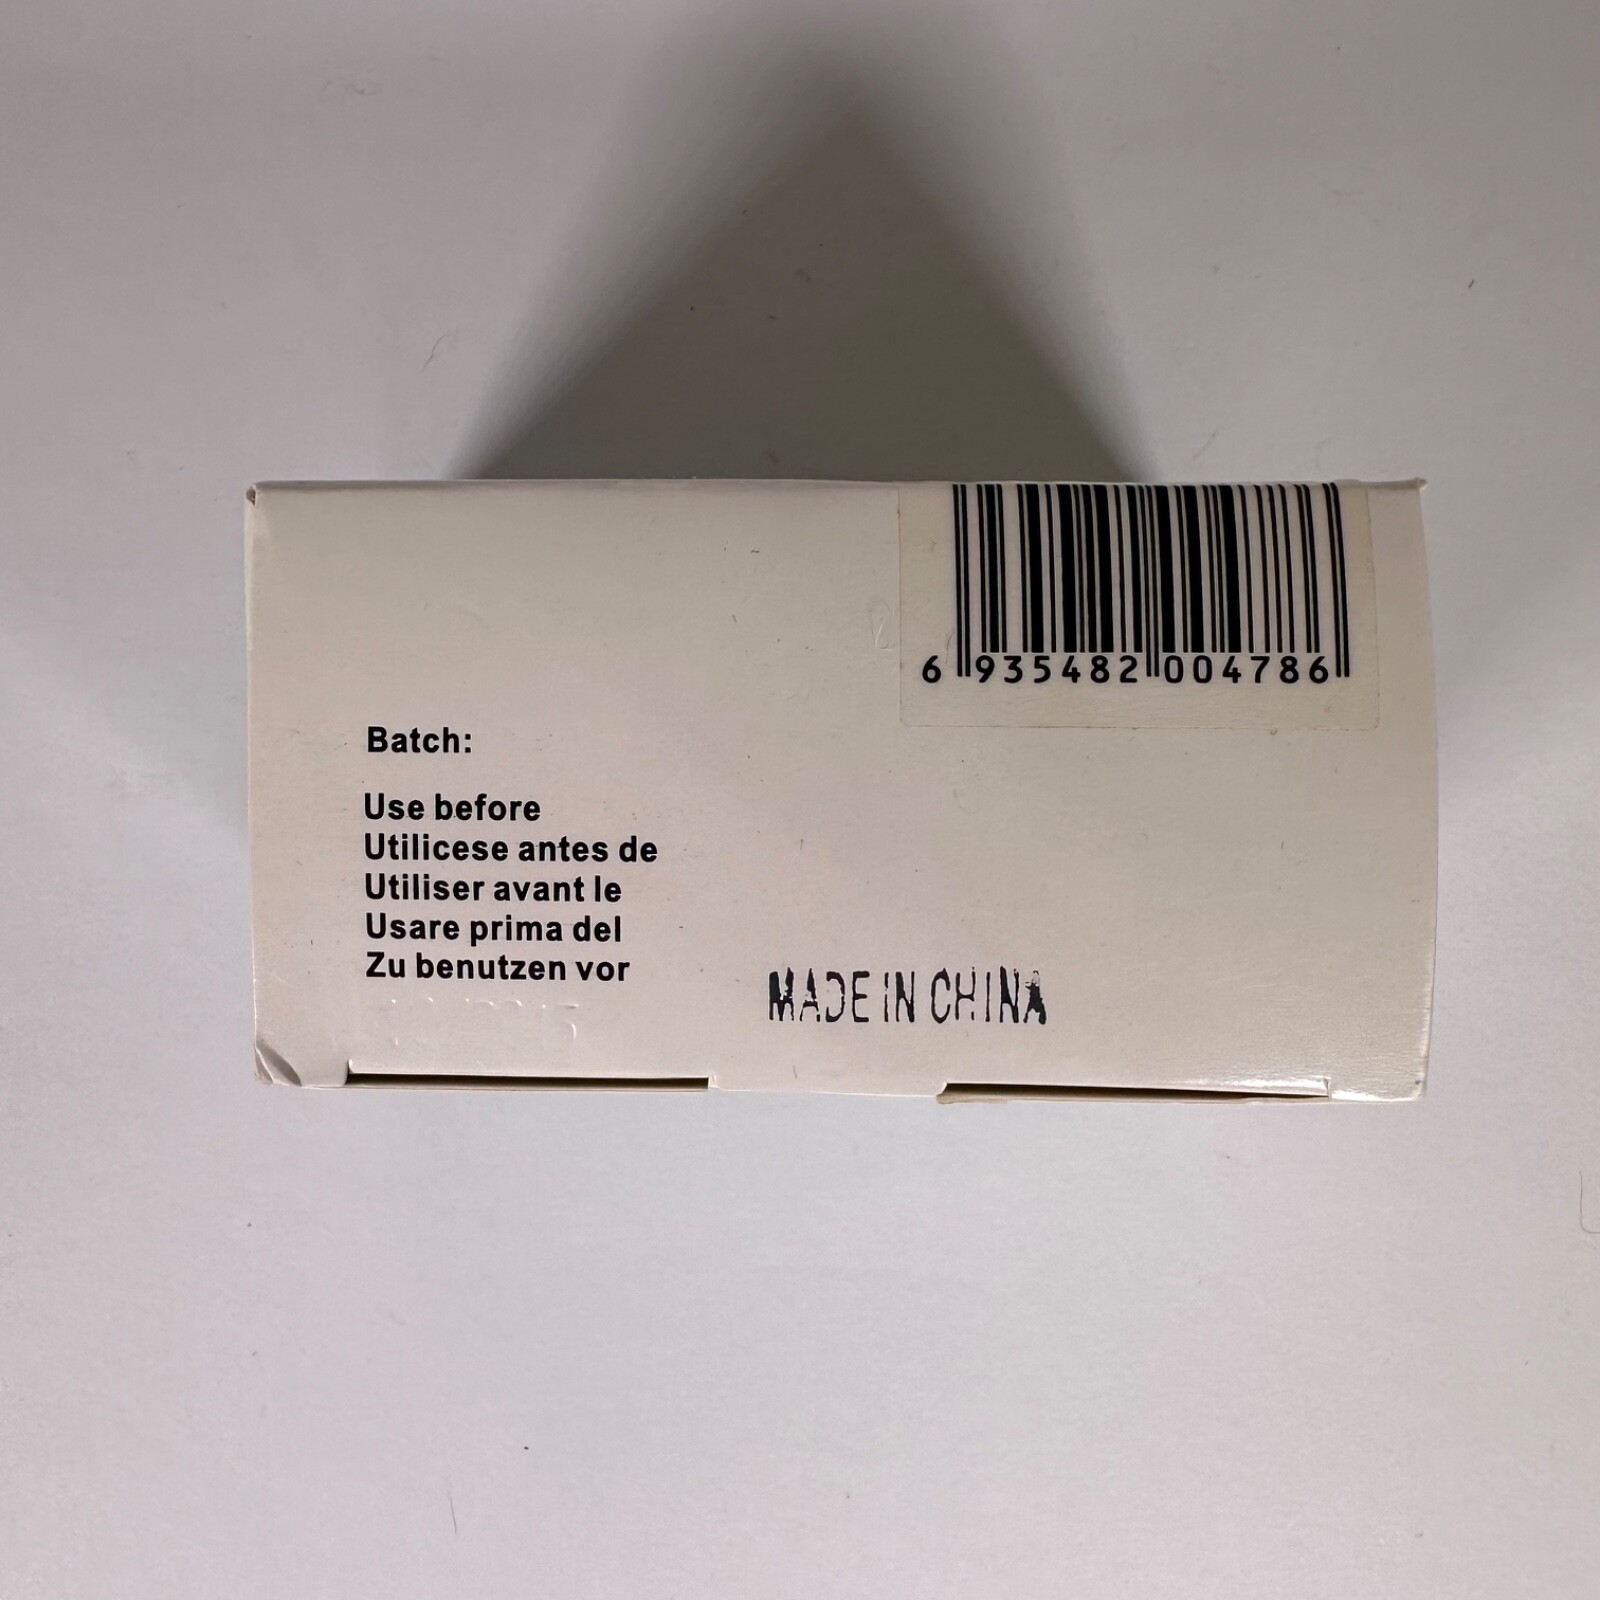 6 935482 004786
Batch:
Use before
Utilicese antes de
Utiliser avant le
Usare prima del
Zu benutzen vor
MADE IN CHINA